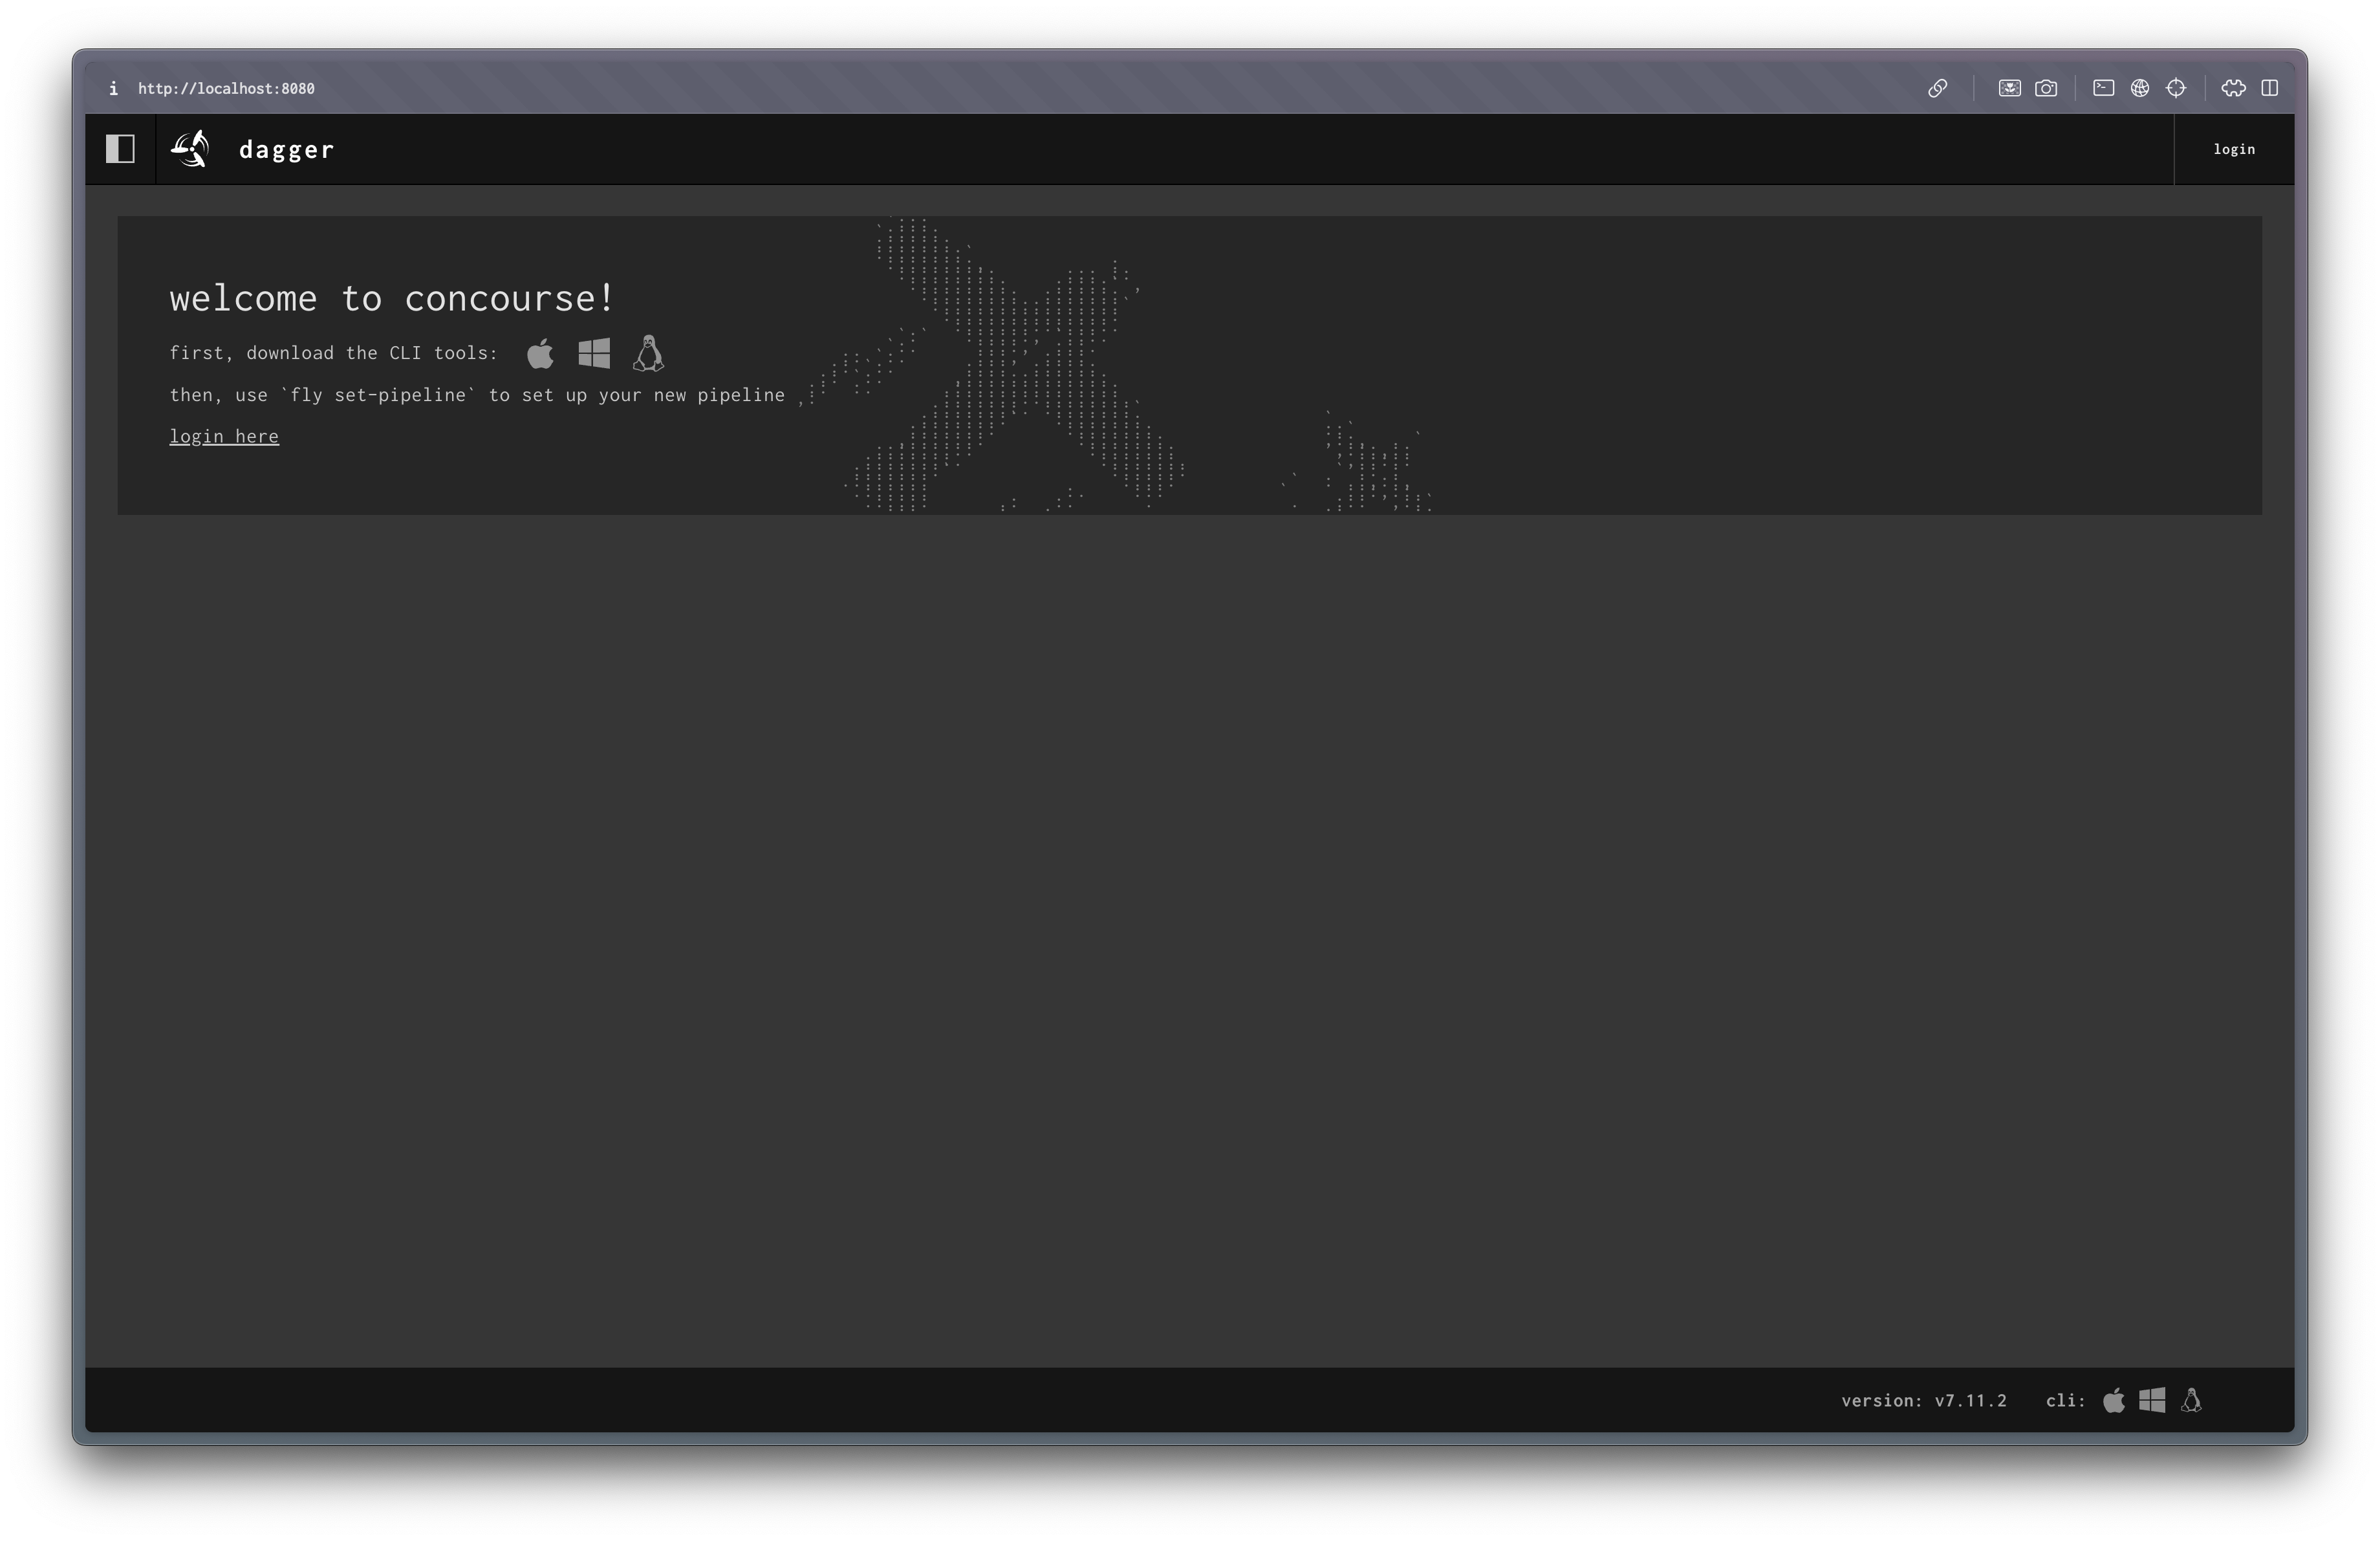 i http://localhost:8080
dagger
login
welcome to concourse!
first, download the CLI tools:
then, use `fly set-pipeline` to set up your new pipeline
login here
version: v7.11.2 cli: